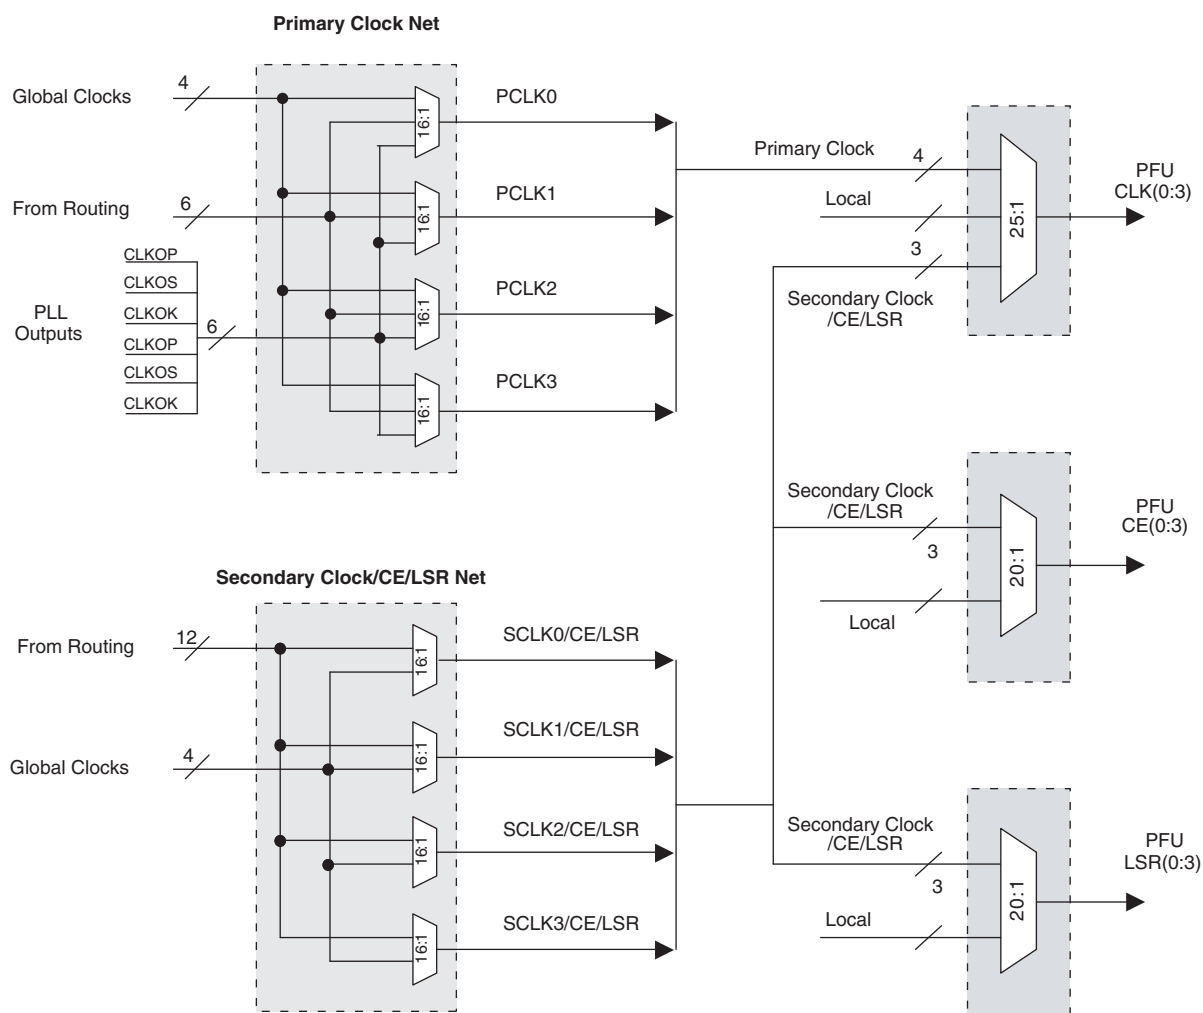 Primary Clock Net
Global Clocks
4
From Routing
6
CLKOP
CLKOS
CLKOK
CLKOP
CLKOS
CLKOK
PLL
Outputs
6
16:1
16:1
16:1
16:1
PCLK0
PCLK1
PCLK2
PCLK3
Primary Clock
4
Local
3
Secondary Clock
/CE/LSR
25:1
PFU
CLK(0:3)
Secondary Clock
/CE/LSR
3
Local
20:1
PFU
CE(0:3)
Secondary Clock/CE/LSR Net
From Routing
12
Global Clocks
4
16:1
16:1
16:1
16:1
SCLK0/CE/LSR
SCLK1/CE/LSR
SCLK2/CE/LSR
SCLK3/CE/LSR
Secondary Clock
/CE/LSR
3
Local
20:1
PFU
LSR(0:3)